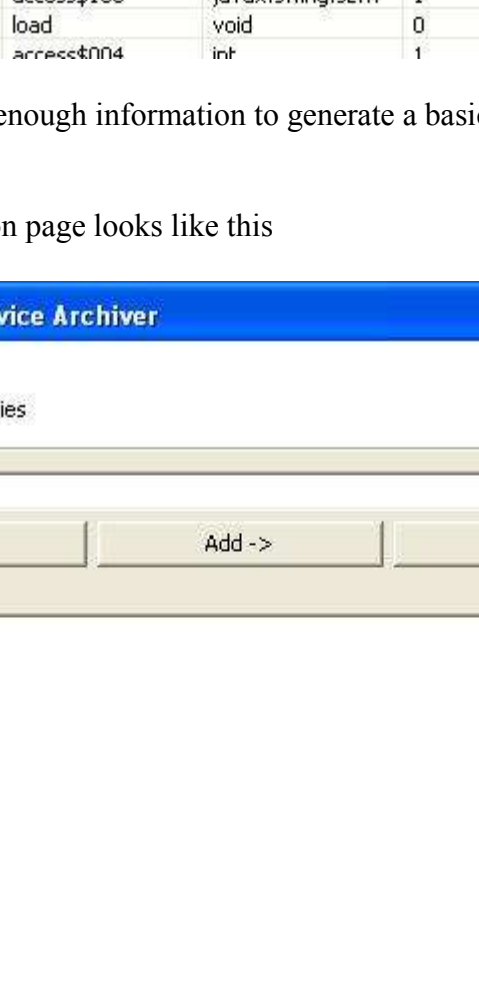 load void 0
access$004 int 1
enough information to generate a basic
n page looks like this
vice Archiver
ies
Add ->